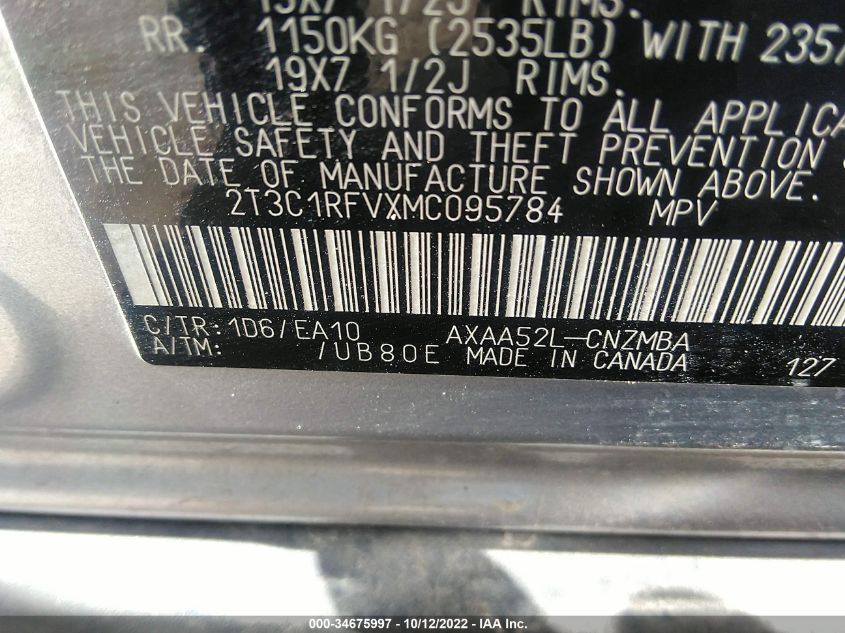 RR. 1150KG (2535LB) WITH 235/
19X7 1/2J RIMS.
THIS VEHICLE CONFORMS TO ALL APPLICA
VEHICLE SAFETY AND THEFT PREVENTION
THE DATE OF MANUFACTURE SHOWN ABOVE.
2T3C1RFVXMC095784 MPV
C/TR: 1D6/EA10 AXAA52L-CNZMBA
A/TM: /UB80E MADE IN CANADA 127
000-34675997 - 10/12/2022 - IAA Inc.